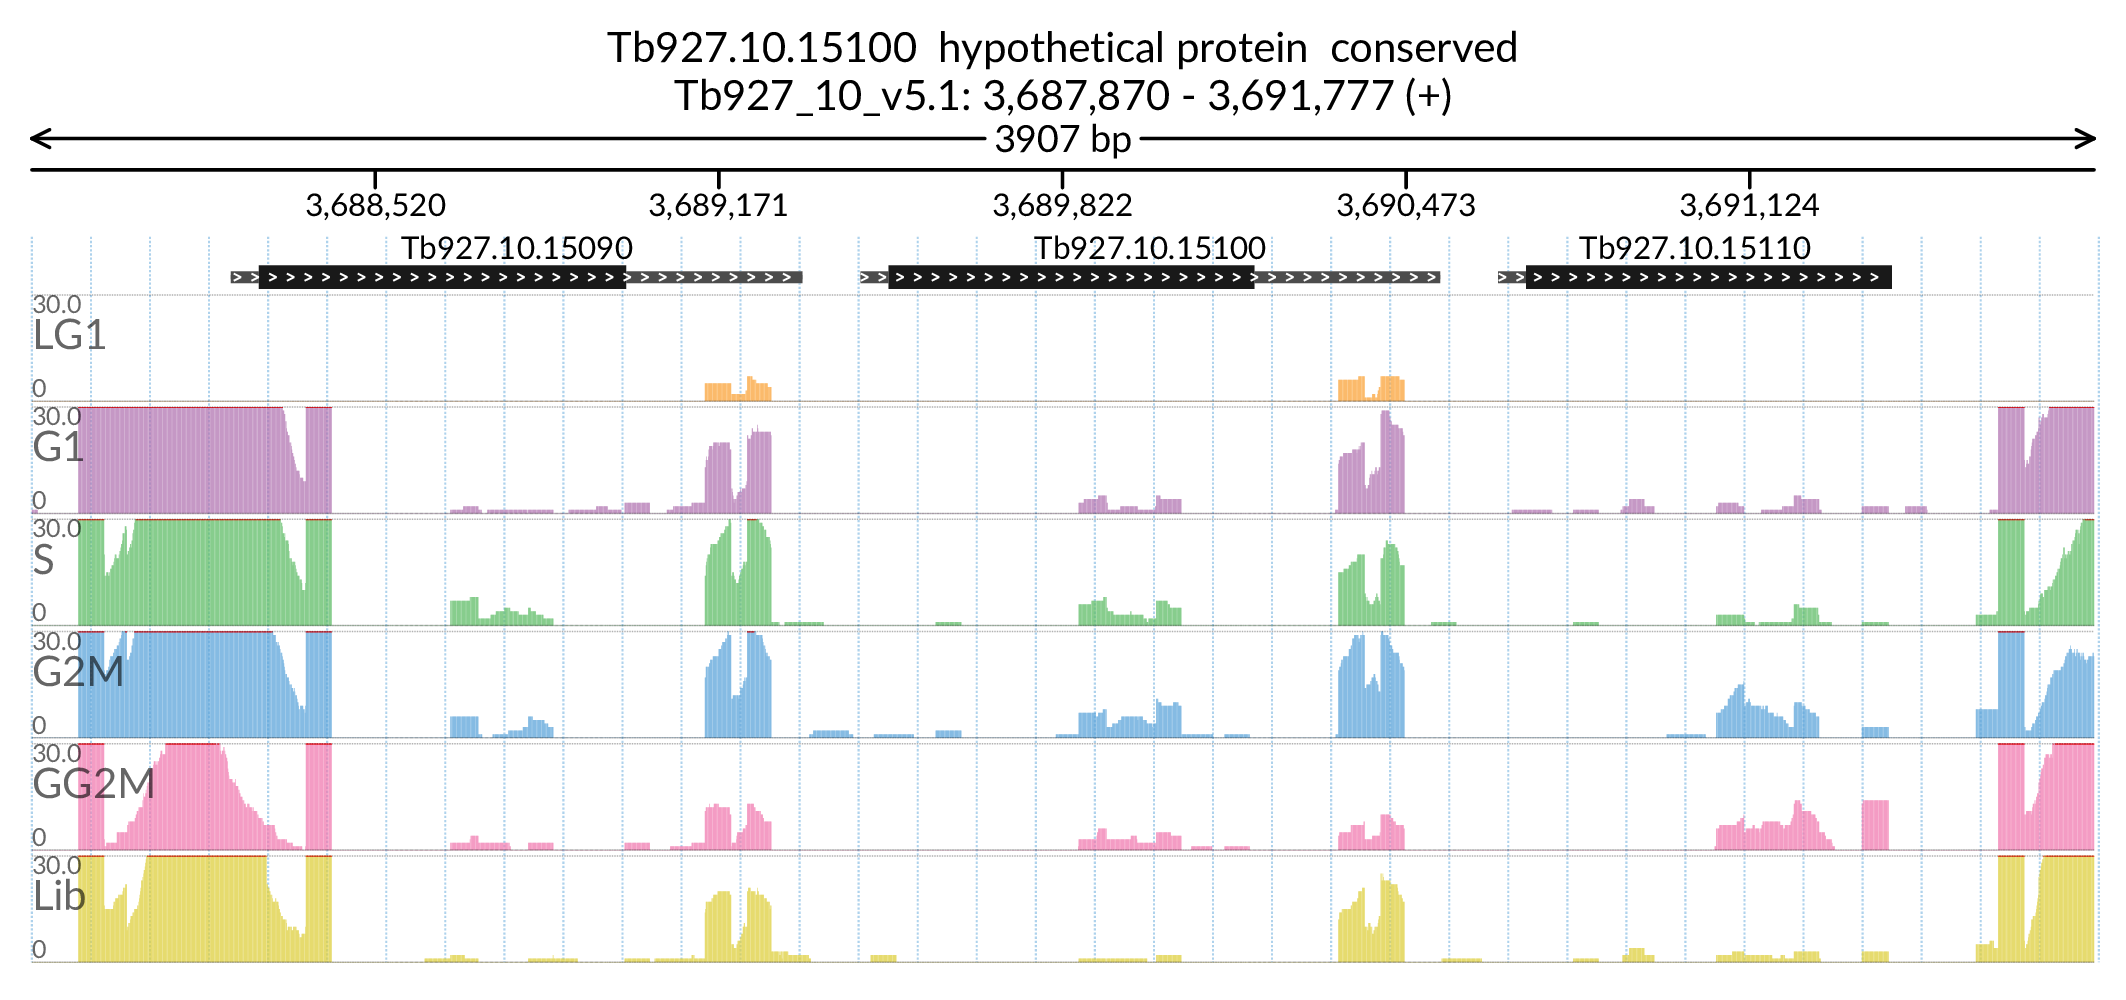 Tb927.10.15100  hypothetical protein  conserved
Tb927_10_v5.1: 3,687,870 - 3,691,777 (+)
3907 bp
3,688,520 3,689,171 3,689,822 3,690,473 3,691,124
Tb927.10.15090 Tb927.10.15100 Tb927.10.15110
30.0
LG1
0
30.0
G1
0
30.0
S
0
30.0
G2M
0
30.0
GG2M
0
30.0
Lib
0